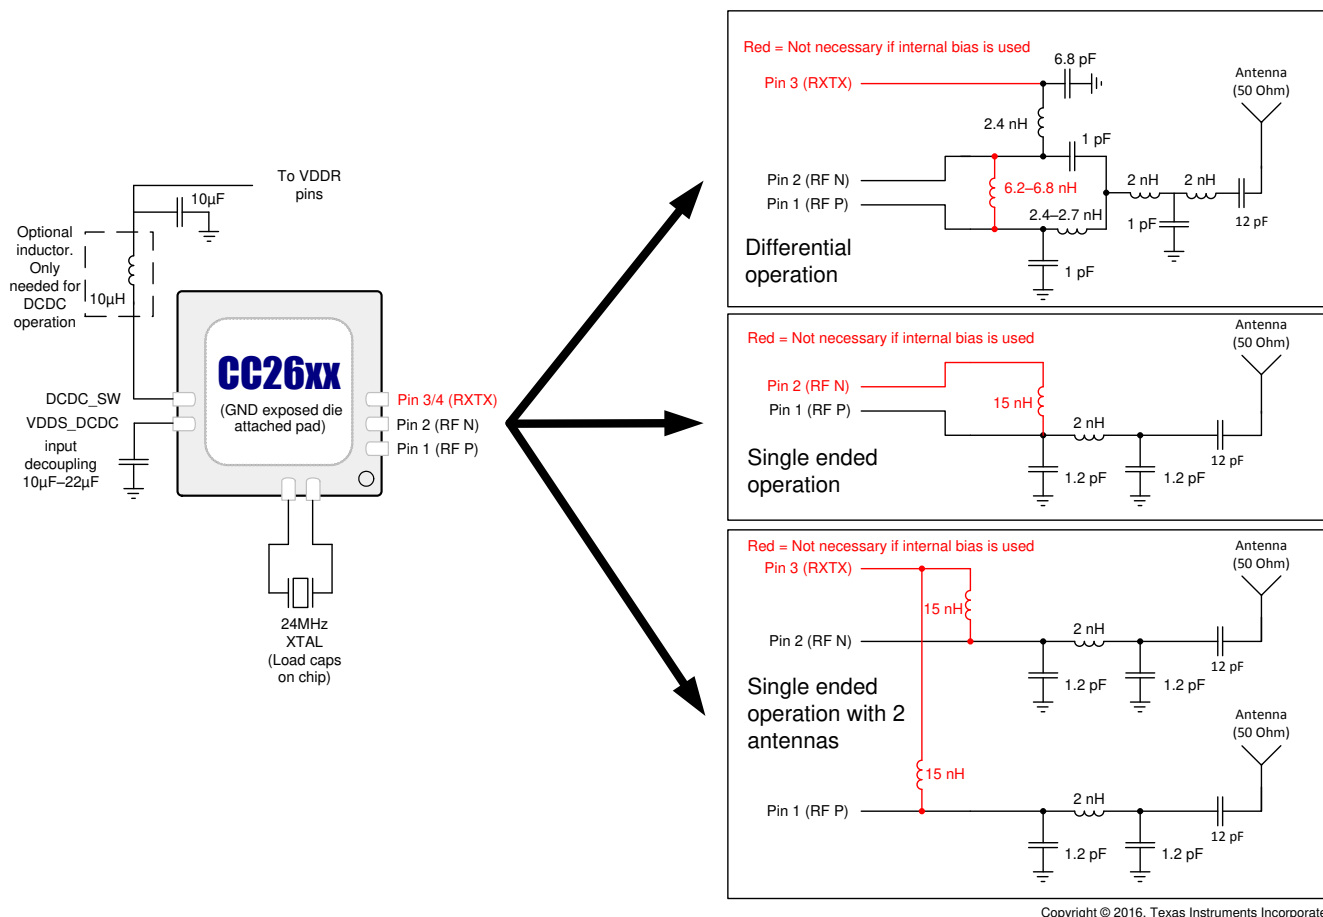 To VDDR
pins
10µF
Optional
inductor.
Only
needed for
DCDC
operation
10µH
CC26xx
(GND exposed die
attached pad)
DCDC_SW
VDDS_DCDC
input
decoupling
10µF–22µF
Pin 3/4 (RXTX)
Pin 2 (RF N)
Pin 1 (RF P)
24MHz
XTAL
(Load caps
on chip)
Red = Not necessary if internal bias is used
Pin 3 (RXTX)
6.8 pF
Antenna
(50 Ohm)
2.4 nH
1 pF
Pin 2 (RF N)
Pin 1 (RF P)
6.2–6.8 nH
2.4–2.7 nH
2 nH
2 nH
1 pF
12 pF
1 pF
Differential
operation
Red = Not necessary if internal bias is used
Antenna
(50 Ohm)
Pin 2 (RF N)
Pin 1 (RF P)
15 nH
2 nH
12 pF
1.2 pF
1.2 pF
Single ended
operation
Red = Not necessary if internal bias is used
Antenna
(50 Ohm)
Pin 3 (RXTX)
15 nH
Pin 2 (RF N)
2 nH
12 pF
1.2 pF
1.2 pF
Single ended
operation with 2
antennas
Antenna
(50 Ohm)
15 nH
Pin 1 (RF P)
2 nH
12 pF
1.2 pF
1.2 pF
Copyright © 2016, Texas Instruments Incorporate